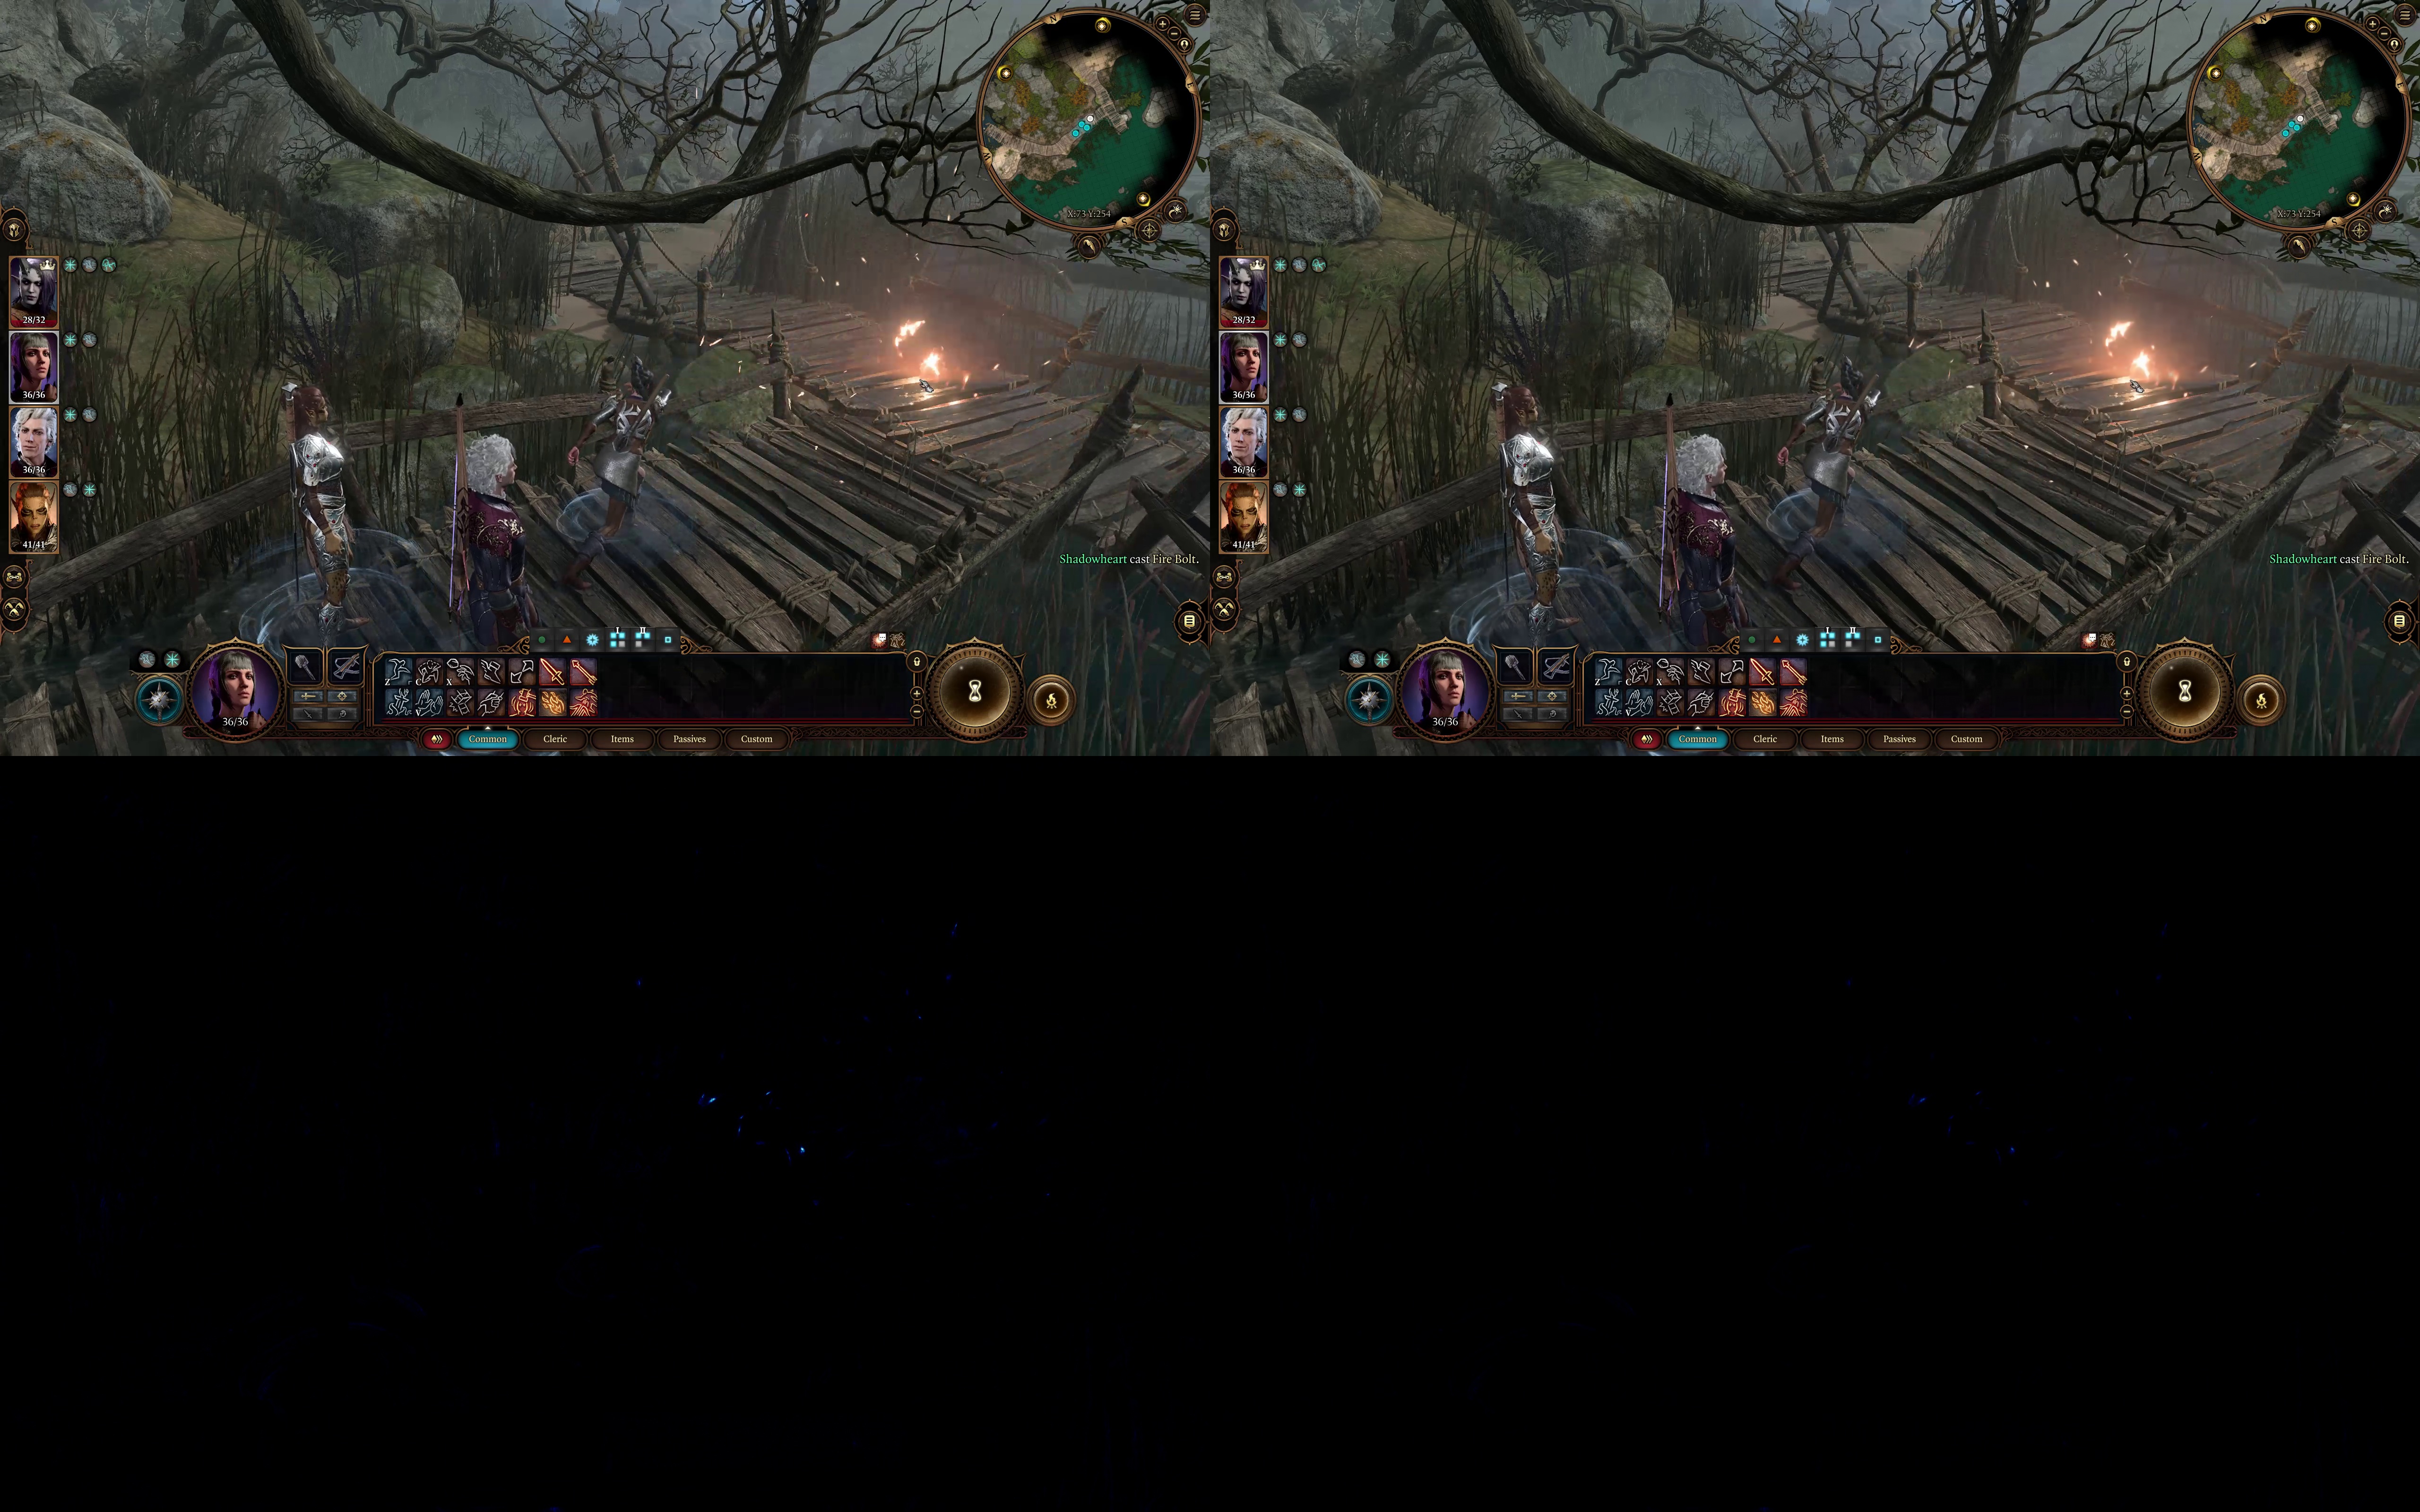 N
X:73 Y:254
S
28/32
36/36
36/36
41/41
Shadowheart cast Fire Bolt.
I II
36/36
Z C X
V
Common Cleric Items Passives Custom
N
X:73 Y:254
S
28/32
36/36
36/36
41/41
Shadowheart cast Fire Bolt.
I II
36/36
Z C X
V
Common Cleric Items Passives Custom